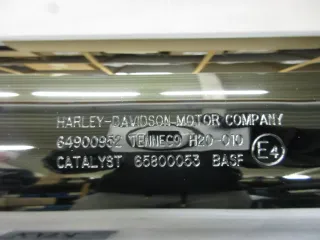 HARLEY-DAVIDSON MOTOR COMPANY
64900952 TENNECO H20-010
CATALYST 65800053 BASF E4